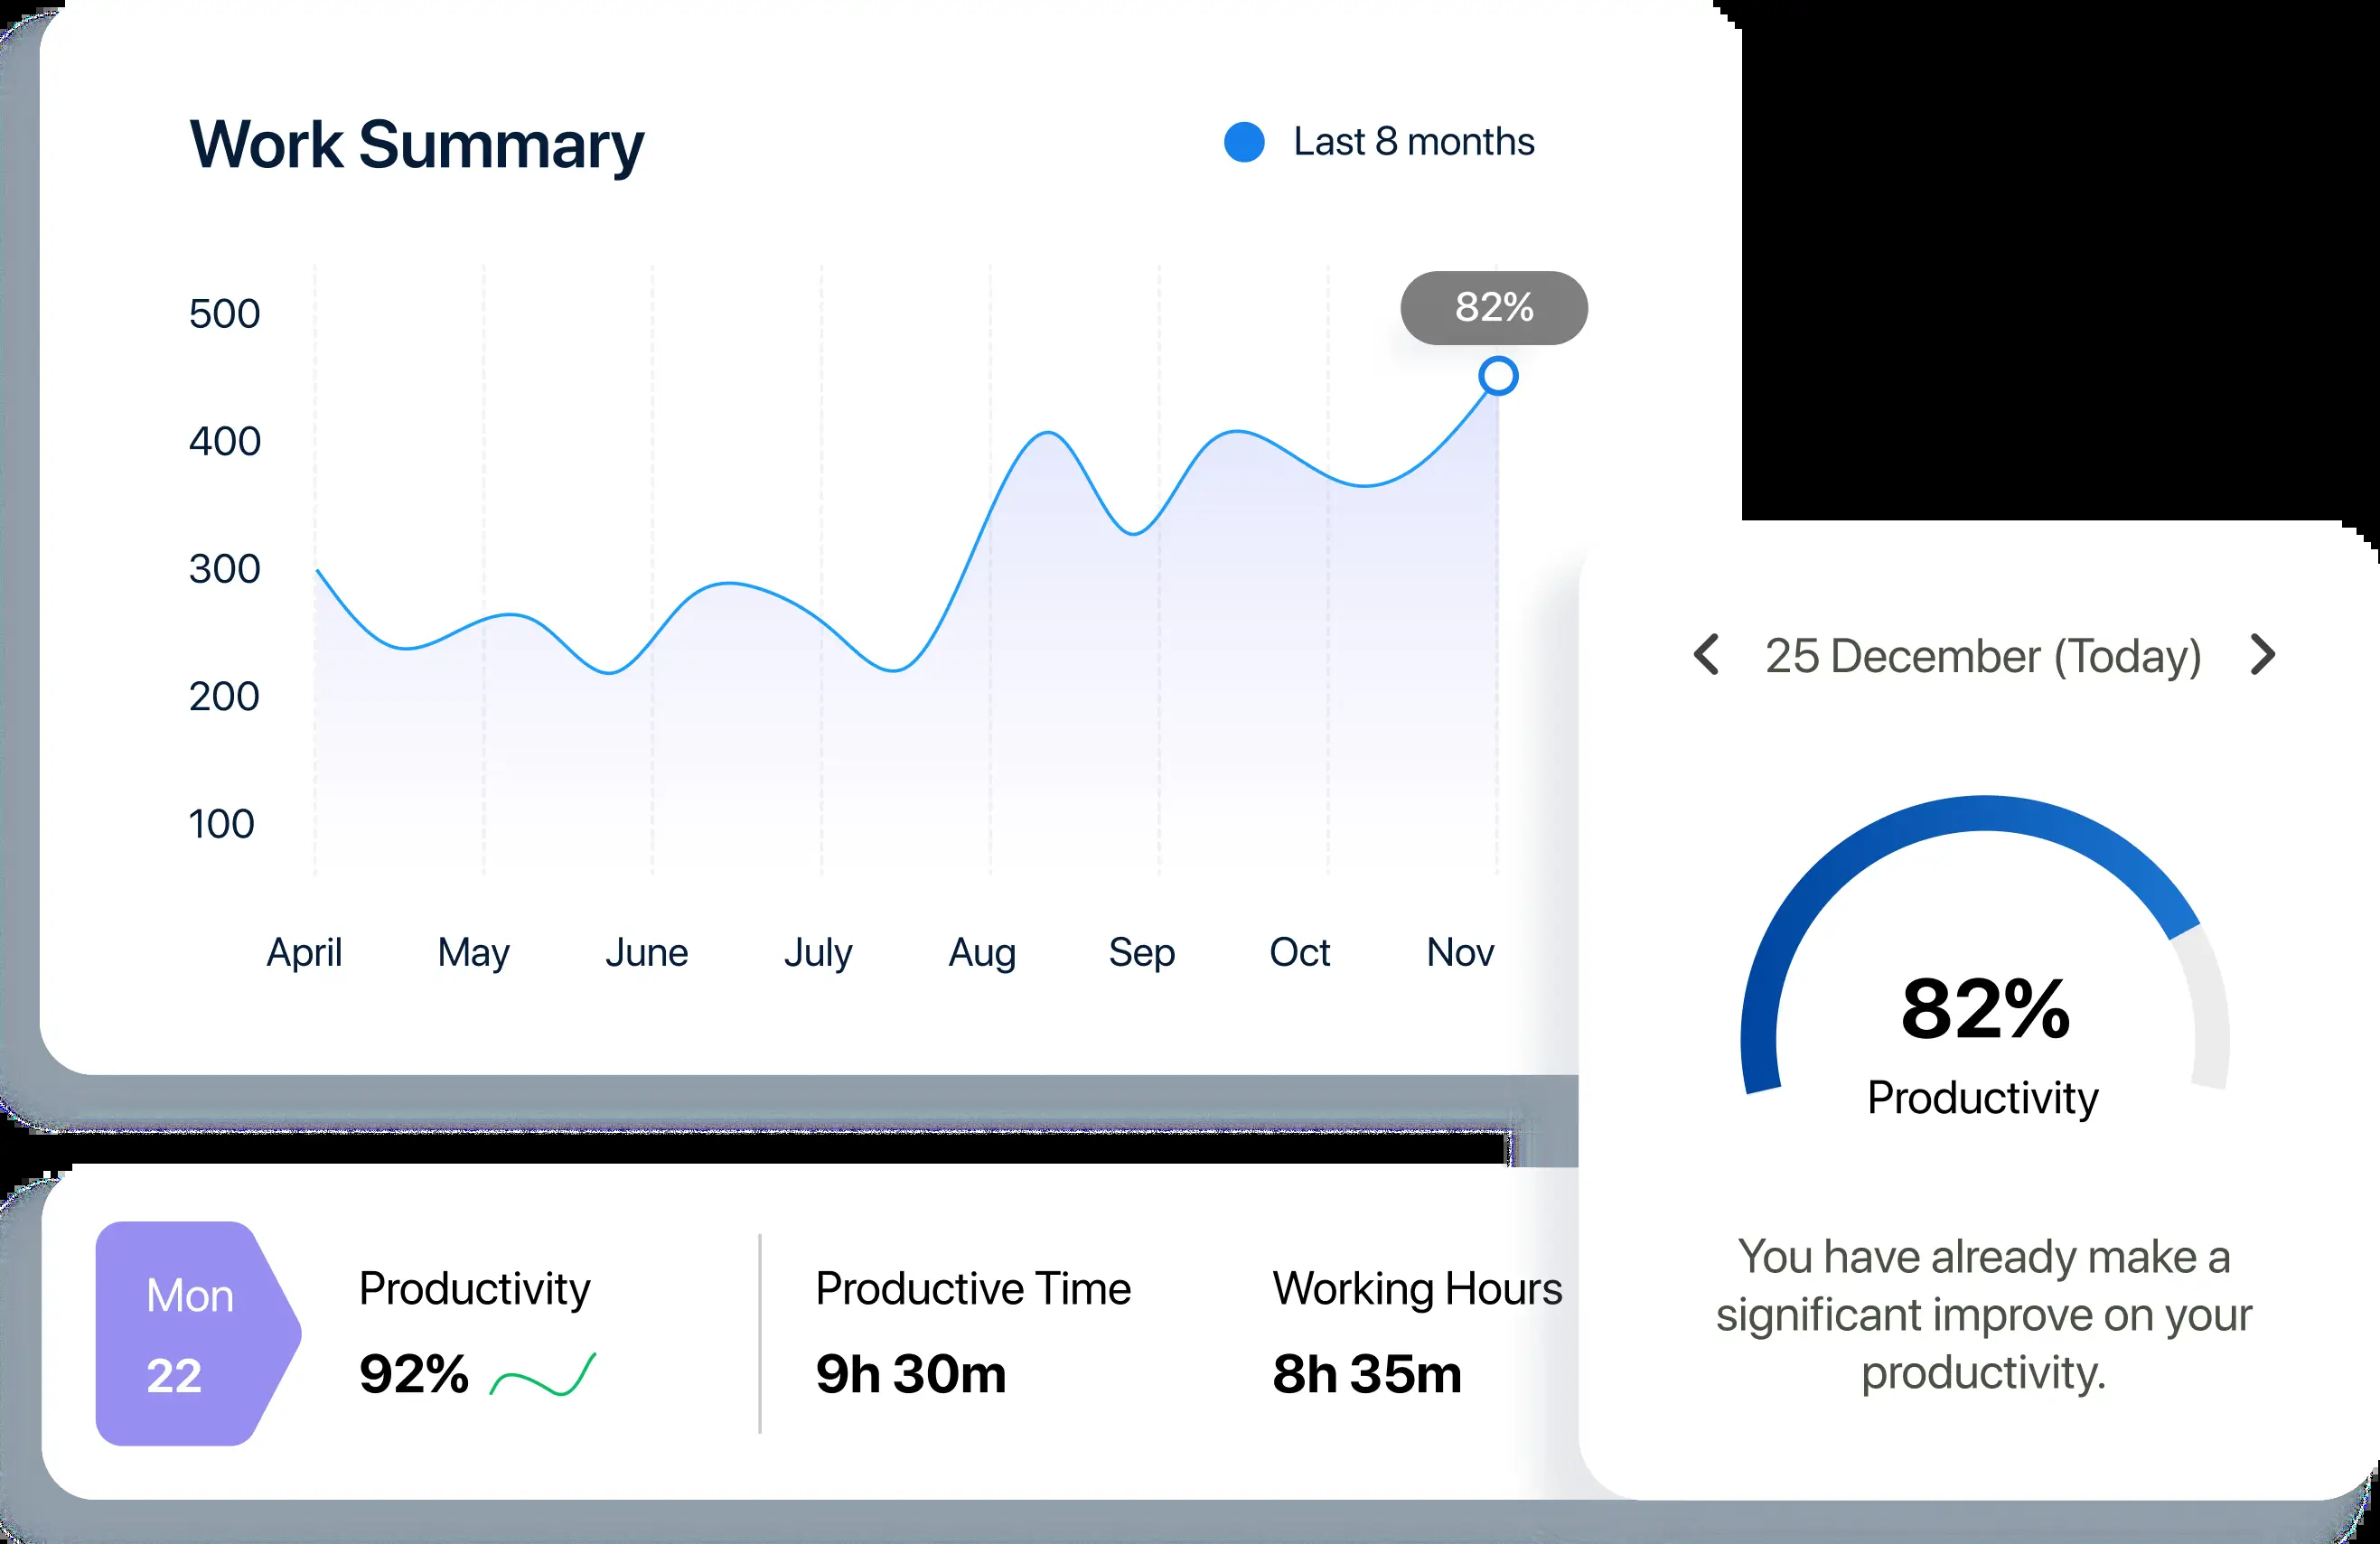 Work Summary
Last 8 months
500
400
300
200
100
82%
April May June July Aug Sep Oct Nov
25 December (Today)
82%
Productivity
You have already make a
significant improve on your
productivity.
Mon
22
Productivity
92%
Productive Time
9h 30m
Working Hours
8h 35m